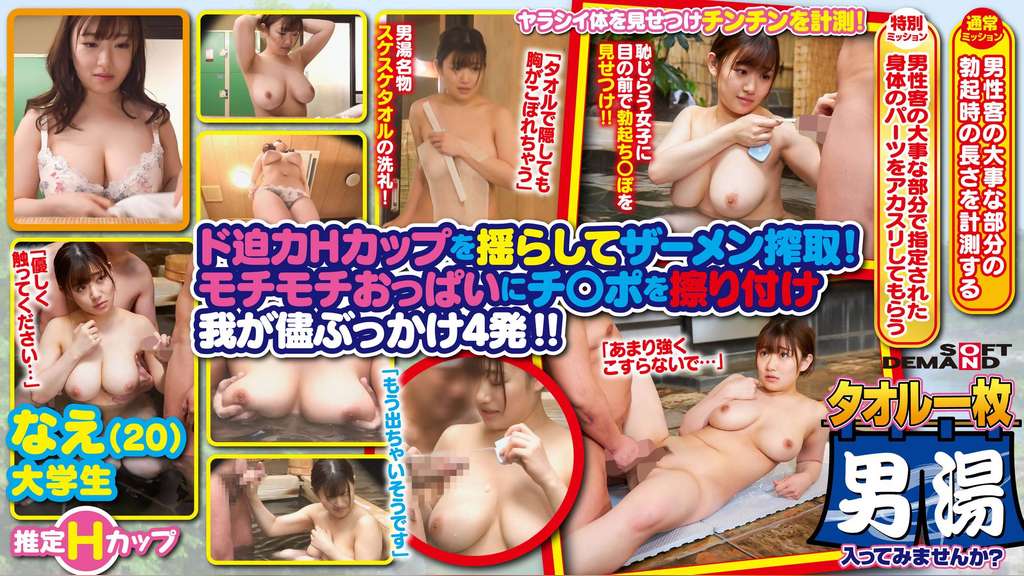 ヤラシイ体を見せつけチンチンを計測!
通常
ミッション
男性客の大事な部分の
勃起時の長さを計測する
特別
ミッション
男性客の大事な部分で指定された
身体のパーツをアカスリしてもらう
恥じらう女子に
目の前で勃起ち〇ぽを
見せつけ!!
「タオルで隠しても
胸がこぼれちゃう」
男湯名物
スケスケタオルの洗礼!
ド迫力Hカップを揺らしてザーメン搾取!
モチモチおっぱいにチ〇ポを擦り付け
我が儘ぶっかけ4発!!
「優しく
触ってください…」
「あまり強く
こすらないで…」
「もう出ちゃいそうです」
なえ(20)
大学生
推定Hカップ
SOFT
ON
DEMAND
タオル一枚
男湯
入ってみませんか?